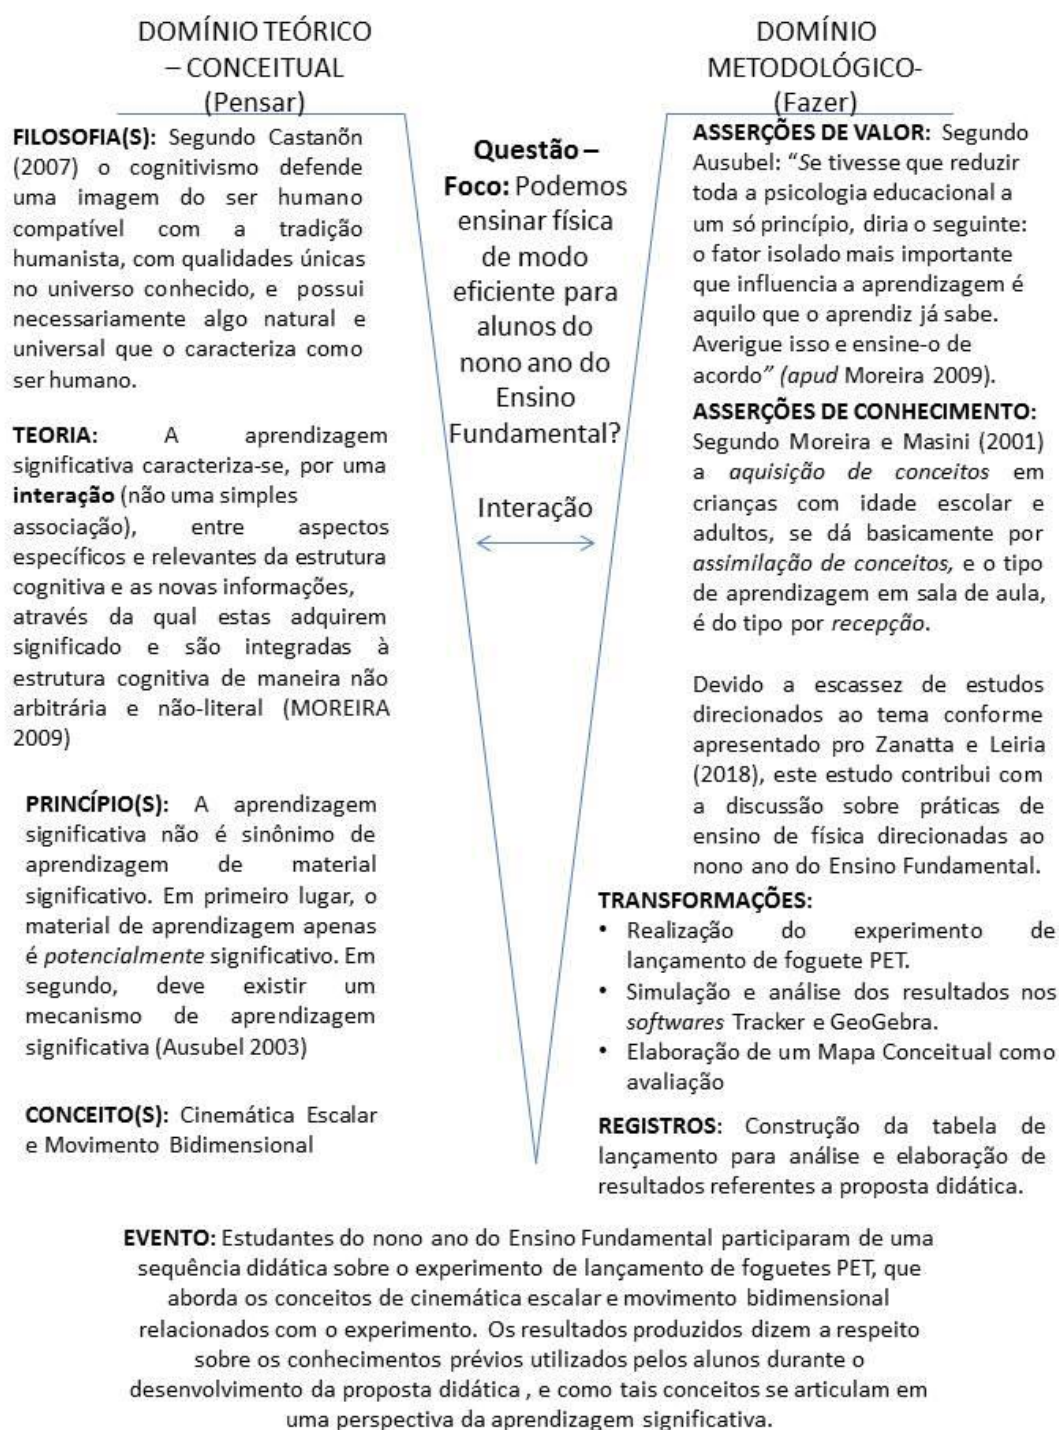 DOMÍNIO TEÓRICO
– CONCEITUAL
(Pensar)
FILOSOFIA(S): Segundo Castanõn
(2007) o cognitivismo defende
uma imagem do ser humano
compatível com a tradição
humanista, com qualidades únicas
no universo conhecido, e possui
necessariamente algo natural e
universal que o caracteriza como
ser humano.
TEORIA: A aprendizagem
significativa caracteriza-se, por uma
interação (não uma simples
associação), entre aspectos
específicos e relevantes da estrutura
cognitiva e as novas informações,
através da qual estas adquirem
significado e são integradas à
estrutura cognitiva de maneira não
arbitrária e não-literal (MOREIRA
2009)
PRINCÍPIO(S): A aprendizagem
significativa não é sinônimo de
aprendizagem de material
significativo. Em primeiro lugar, o
material de aprendizagem apenas
é potencialmente significativo. Em
segundo, deve existir um
mecanismo de aprendizagem
significativa (Ausubel 2003)
CONCEITO(S): Cinemática Escalar
e Movimento Bidimensional
Questão –
Foco: Podemos
ensinar física
de modo
eficiente para
alunos do
nono ano do
Ensino
Fundamental?
Interação
DOMÍNIO
METODOLÓGICO-
(Fazer)
ASSERÇÕES DE VALOR: Segundo
Ausubel: “Se tivesse que reduzir
toda a psicologia educacional a
um só princípio, diria o seguinte:
o fator isolado mais importante
que influencia a aprendizagem é
aquilo que o aprendiz já sabe.
Averigue isso e ensine-o de
acordo” (apud Moreira 2009).
ASSERÇÕES DE CONHECIMENTO:
Segundo Moreira e Masini (2001)
a aquisição de conceitos em
crianças com idade escolar e
adultos, se dá basicamente por
assimilação de conceitos, e o tipo
de aprendizagem em sala de aula,
é do tipo por recepção.
Devido a escassez de estudos
direcionados ao tema conforme
apresentado pro Zanatta e Leiria
(2018), este estudo contribui com
a discussão sobre práticas de
ensino de física direcionadas ao
nono ano do Ensino Fundamental.
TRANSFORMAÇÕES:
• Realização do experimento de
lançamento de foguete PET.
• Simulação e análise dos resultados nos
softwares Tracker e GeoGebra.
• Elaboração de um Mapa Conceitual como
avaliação
REGISTROS: Construção da tabela de
lançamento para análise e elaboração de
resultados referentes a proposta didática.
EVENTO: Estudantes do nono ano do Ensino Fundamental participaram de uma
sequência didática sobre o experimento de lançamento de foguetes PET, que
aborda os conceitos de cinemática escalar e movimento bidimensional
relacionados com o experimento. Os resultados produzidos dizem a respeito
sobre os conhecimentos prévios utilizados pelos alunos durante o
desenvolvimento da proposta didática , e como tais conceitos se articulam em
uma perspectiva da aprendizagem significativa.